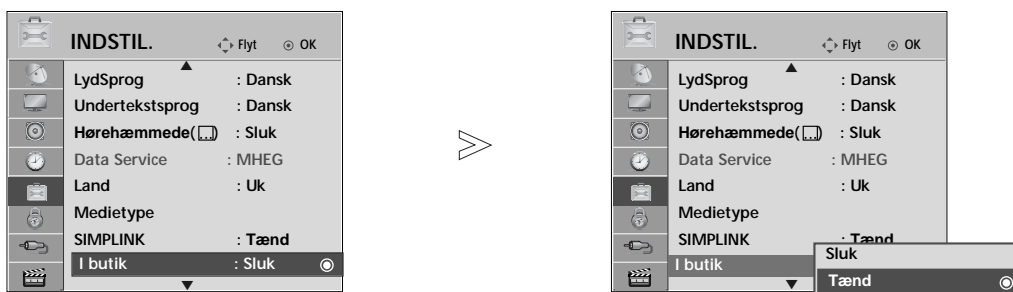 INDSTIL. Flyt OK
LydSprog : Dansk
Undertekstsprog : Dansk
Hørehæmmede( ) : Sluk
Data Service : MHEG
Land : Uk
Medietype
SIMPLINK : Tænd
I butik : Sluk
INDSTIL. Flyt OK
LydSprog : Dansk
Undertekstsprog : Dansk
Hørehæmmede( ) : Sluk
Data Service : MHEG
Land : Uk
Medietype
SIMPLINK : Tænd
I butik
Sluk
Tænd